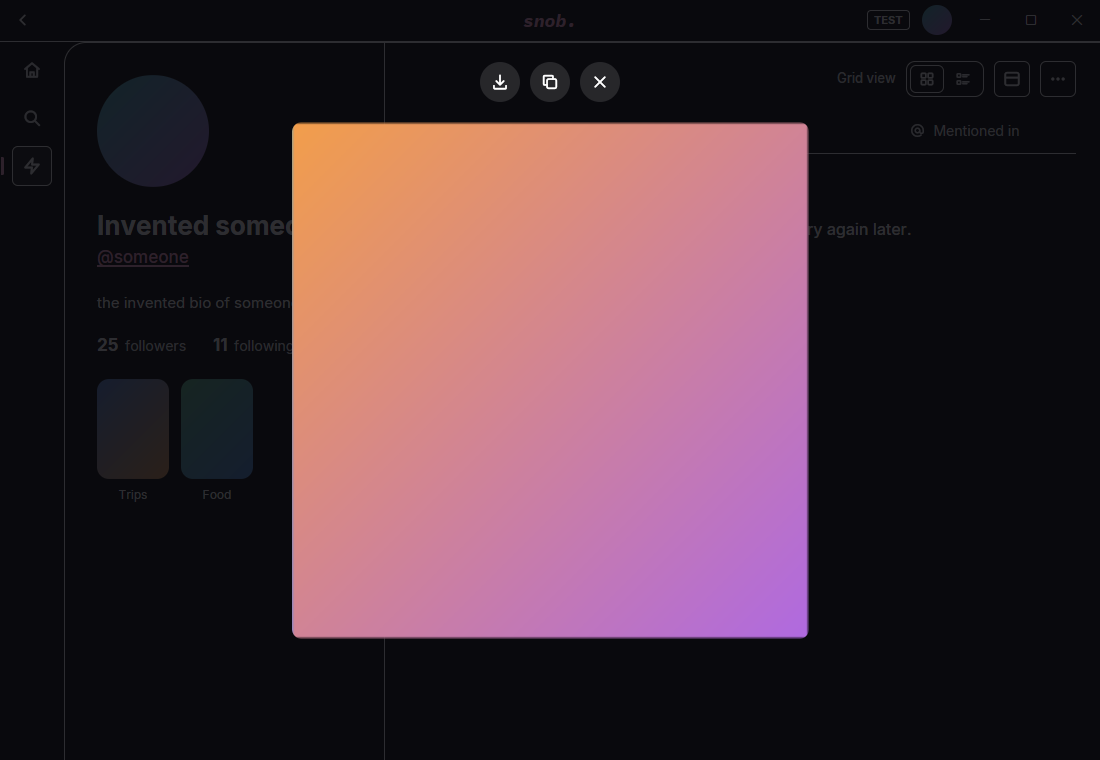 snob.
TEST
Grid view
Mentioned in
Invented someo
@someone
ry again later.
the invented bio of someon
25 followers 11 following
Trips
Food